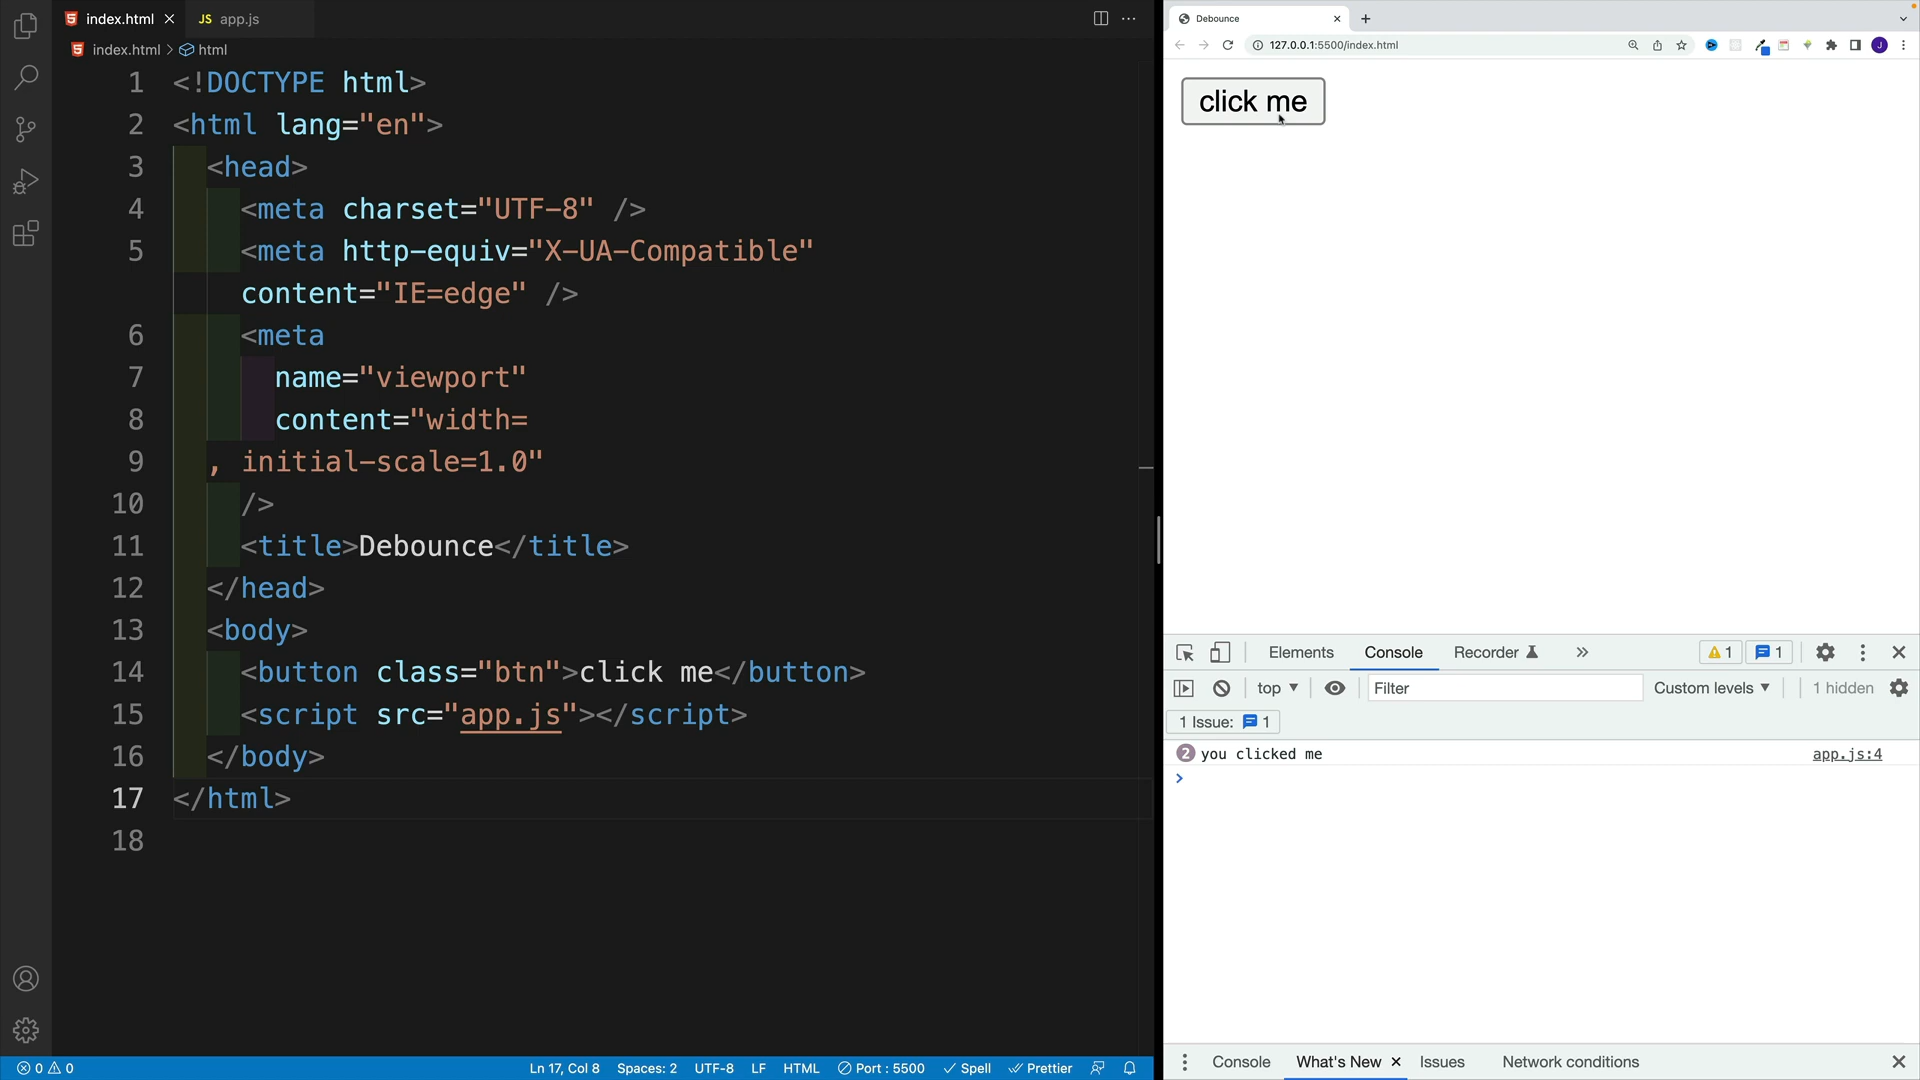 index.html
JS app.js
index.html > html
1 <!DOCTYPE html>
2 <html lang="en">
3 <head>
4 <meta charset="UTF-8" />
5 <meta http-equiv="X-UA-Compatible"
content="IE=edge" />
6 <meta
7 name="viewport"
8 content="width=
9 , initial-scale=1.0"
10 />
11 <title>Debounce</title>
12 </head>
13 <body>
14 <button class="btn">click me</button>
15 <script src="app.js"></script>
16 </body>
17 </html>
18
0 0 Ln 17, Col 8 Spaces: 2 UTF-8 LF HTML Port : 5500 Spell Prettier
Debounce
127.0.0.1:5500/index.html
J
click me
Elements Console Recorder 1 1
top Filter Custom levels 1 hidden
1 Issue: 1
2 you clicked me app.js:4
>
Console What's New Issues Network conditions